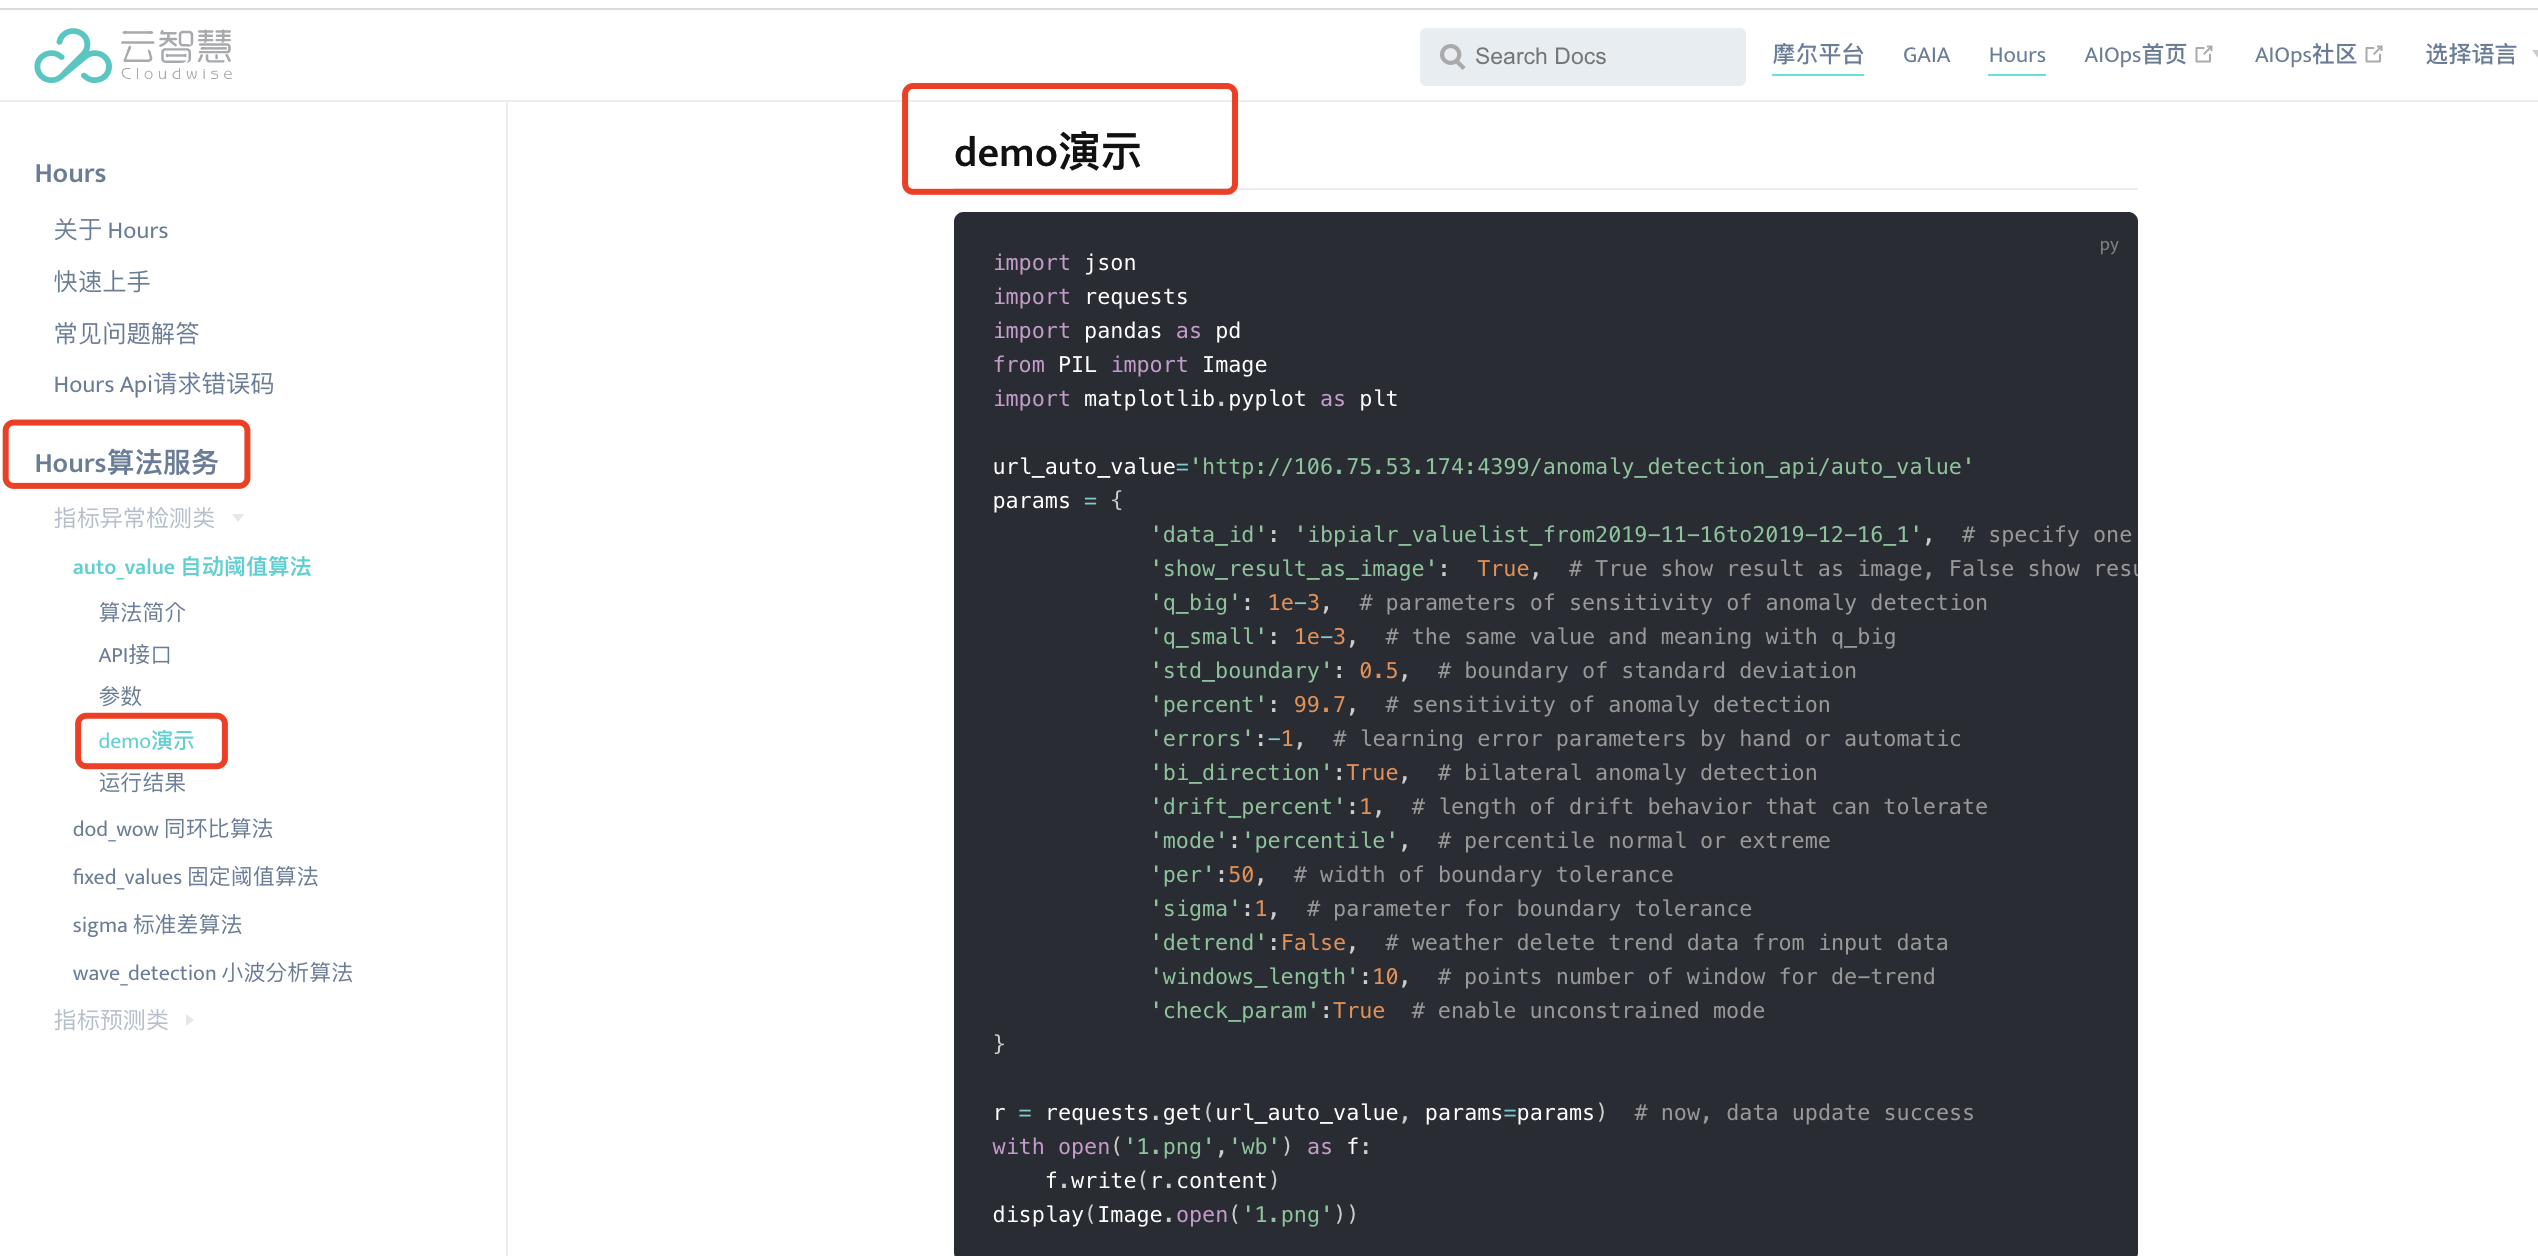 云智慧
Cloudwise
Search Docs
摩尔平台
GAIA
Hours
AIOps首页
AIOps社区
选择语言
Hours
关于 Hours
快速上手
常见问题解答
Hours Api请求错误码
Hours算法服务
指标异常检测类
auto_value 自动阈值算法
算法简介
API接口
参数
demo演示
运行结果
dod_wow 同环比算法
fixed_values 固定阈值算法
sigma 标准差算法
wave_detection 小波分析算法
指标预测类
demo演示
py
import json
import requests
import pandas as pd
from PIL import Image
import matplotlib.pyplot as plt
url_auto_value='http://106.75.53.174:4399/anomaly_detection_api/auto_value'
params = {
'data_id': 'ibpialr_valuelist_from2019-11-16to2019-12-16_1',  # specify one
'show_result_as_image':  True,  # True show result as image, False show resu
'q_big': 1e-3,  # parameters of sensitivity of anomaly detection
'q_small': 1e-3,  # the same value and meaning with q_big
'std_boundary': 0.5,  # boundary of standard deviation
'percent': 99.7,  # sensitivity of anomaly detection
'errors':-1,  # learning error parameters by hand or automatic
'bi_direction':True,  # bilateral anomaly detection
'drift_percent':1,  # length of drift behavior that can tolerate
'mode':'percentile',  # percentile normal or extreme
'per':50,  # width of boundary tolerance
'sigma':1,  # parameter for boundary tolerance
'detrend':False,  # weather delete trend data from input data
'windows_length':10,  # points number of window for de-trend
'check_param':True  # enable unconstrained mode
}
r = requests.get(url_auto_value, params=params)  # now, data update success
with open('1.png','wb') as f:
f.write(r.content)
display(Image.open('1.png'))